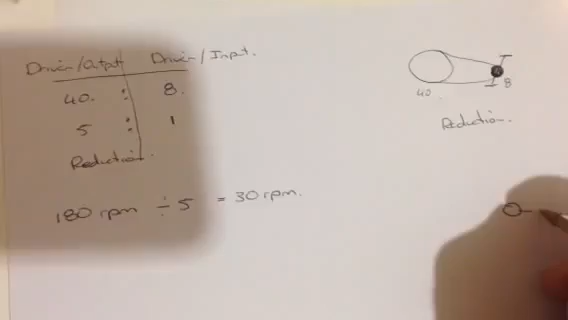 Driven/Output Driver/Input.
40. : 8.
5 : 1
Reduction.
180 rpm ÷ 5 = 30 rpm.
40.
8
Reduction.